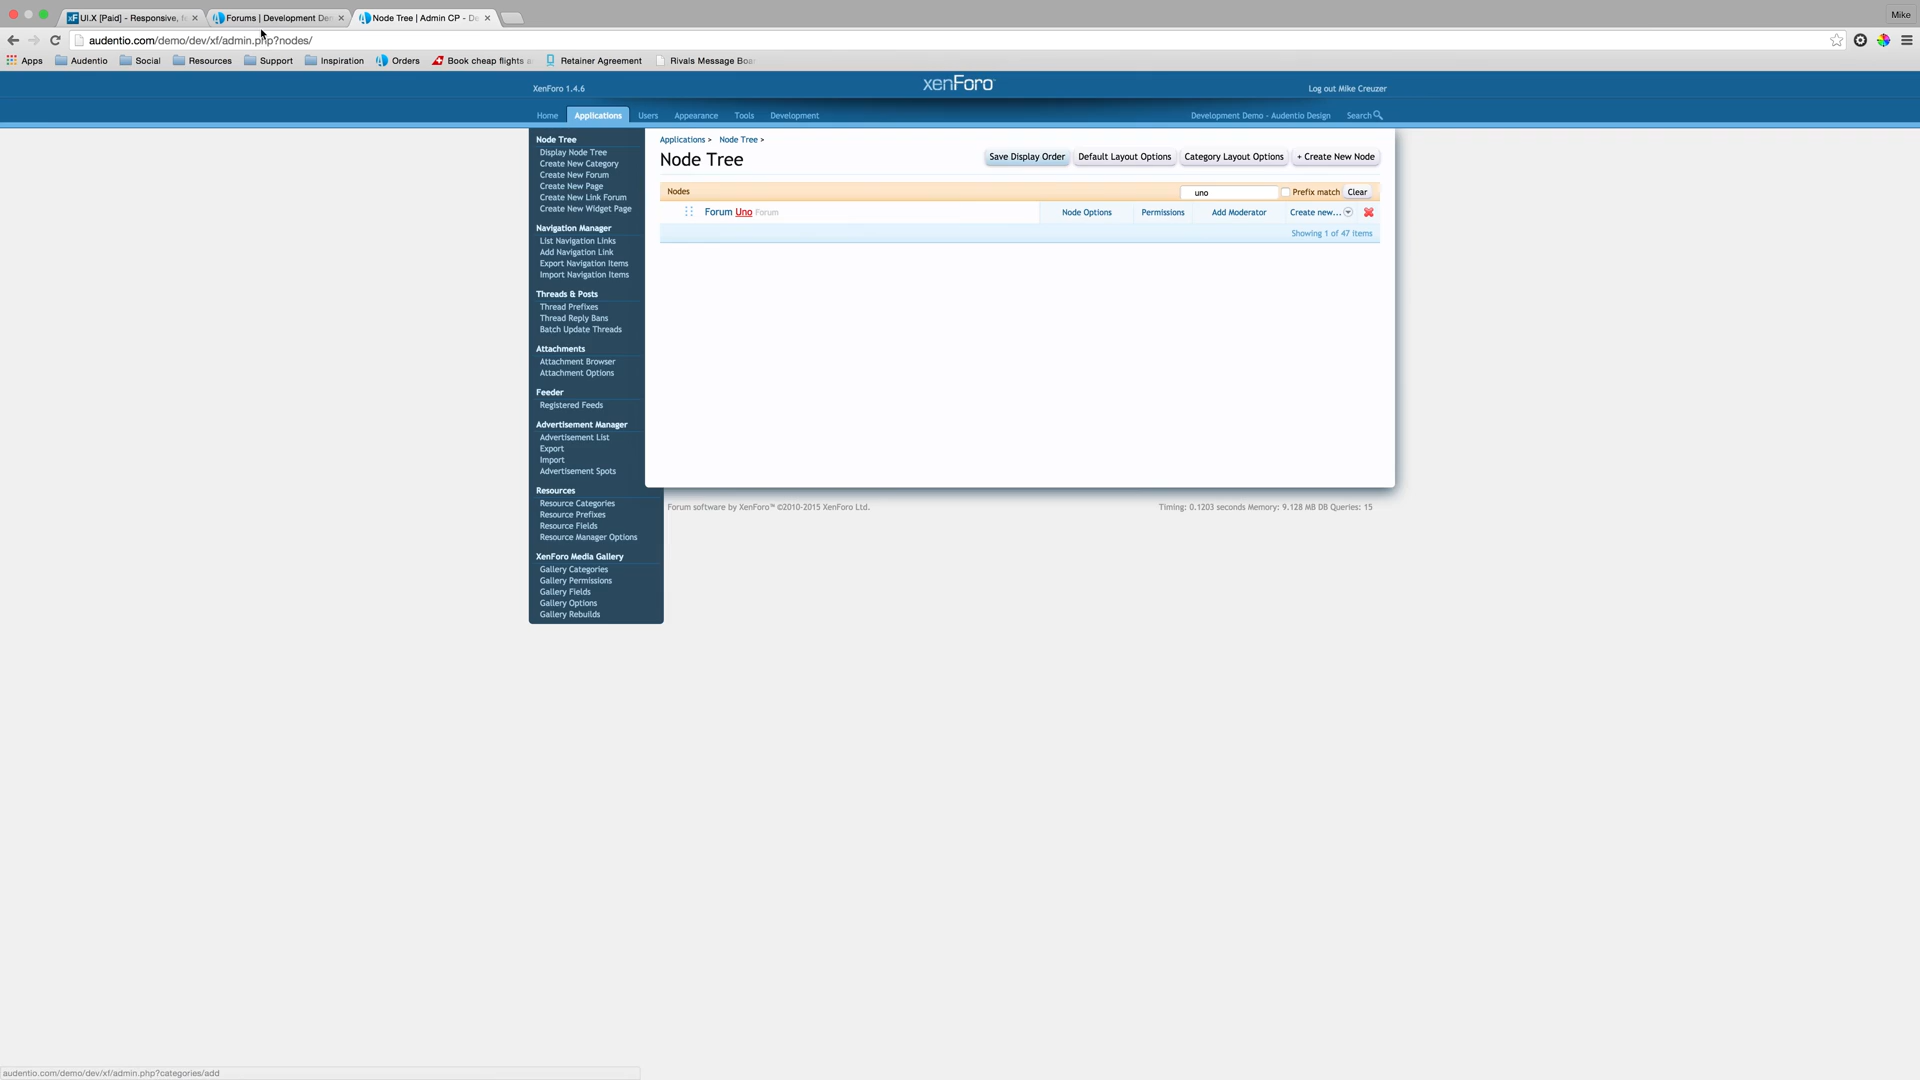 UI.X [Paid] - Responsive, f
Forums | Development De
Node Tree | Admin CP - De
Mike
audentio.com/demo/dev/xf/admin.php?nodes/
Apps
Audentio
Social
Resources
Support
Inspiration
Orders
Book cheap flights
Retainer Agreement
Rivals Message Boa
XenForo 1.4.6
xenForo
Log out Mike Creuzer
Home
Applications
Users
Appearance
Tools
Development
Development Demo - Audentio Design
Search
Node Tree
Display Node Tree
Create New Category
Create New Forum
Create New Page
Create New Link Forum
Create New Widget Page
Navigation Manager
List Navigation Links
Add Navigation Link
Export Navigation Items
Import Navigation Items
Threads & Posts
Thread Prefixes
Thread Reply Bans
Batch Update Threads
Attachments
Attachment Browser
Attachment Options
Feeder
Registered Feeds
Advertisement Manager
Advertisement List
Export
Import
Advertisement Spots
Resources
Resource Categories
Resource Prefixes
Resource Fields
Resource Manager Options
XenForo Media Gallery
Gallery Categories
Gallery Permissions
Gallery Fields
Gallery Options
Gallery Rebuilds
Applications > Node Tree >
Node Tree
Save Display Order
Default Layout Options
Category Layout Options
+ Create New Node
Nodes
uno
Prefix match
Clear
Forum Uno Forum
Node Options
Permissions
Add Moderator
Create new...
Showing 1 of 47 items
Forum software by XenForo™ ©2010-2015 XenForo Ltd.
Timing: 0.1203 seconds Memory: 9.128 MB DB Queries: 15
audentio.com/demo/dev/xf/admin.php?categories/add